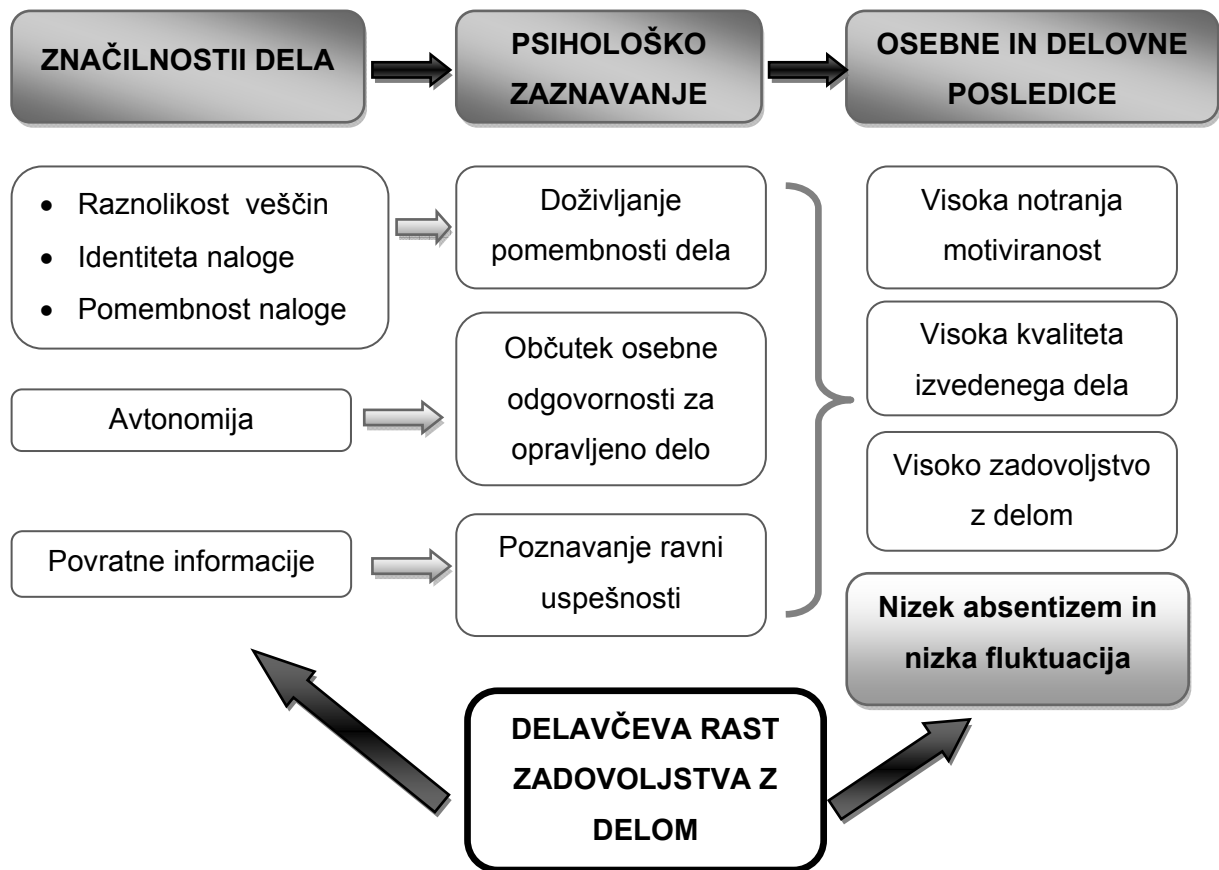 ZNAČILNOSTII DELA
PSIHOLOŠKO
ZAZNAVANJE
OSEBNE IN DELOVNE
POSLEDICE
• Raznolikost veščin
• Identiteta naloge
• Pomembnost naloge
Avtonomija
Povratne informacije
Doživljanje
pomembnosti dela
Občutek osebne
odgovornosti za
opravljeno delo
Poznavanje ravni
uspešnosti
Visoka notranja
motiviranost
Visoka kvaliteta
izvedenega dela
Visoko zadovoljstvo
z delom
Nizek absentizem in
nizka fluktuacija
DELAVČEVA RAST
ZADOVOLJSTVA Z
DELOM